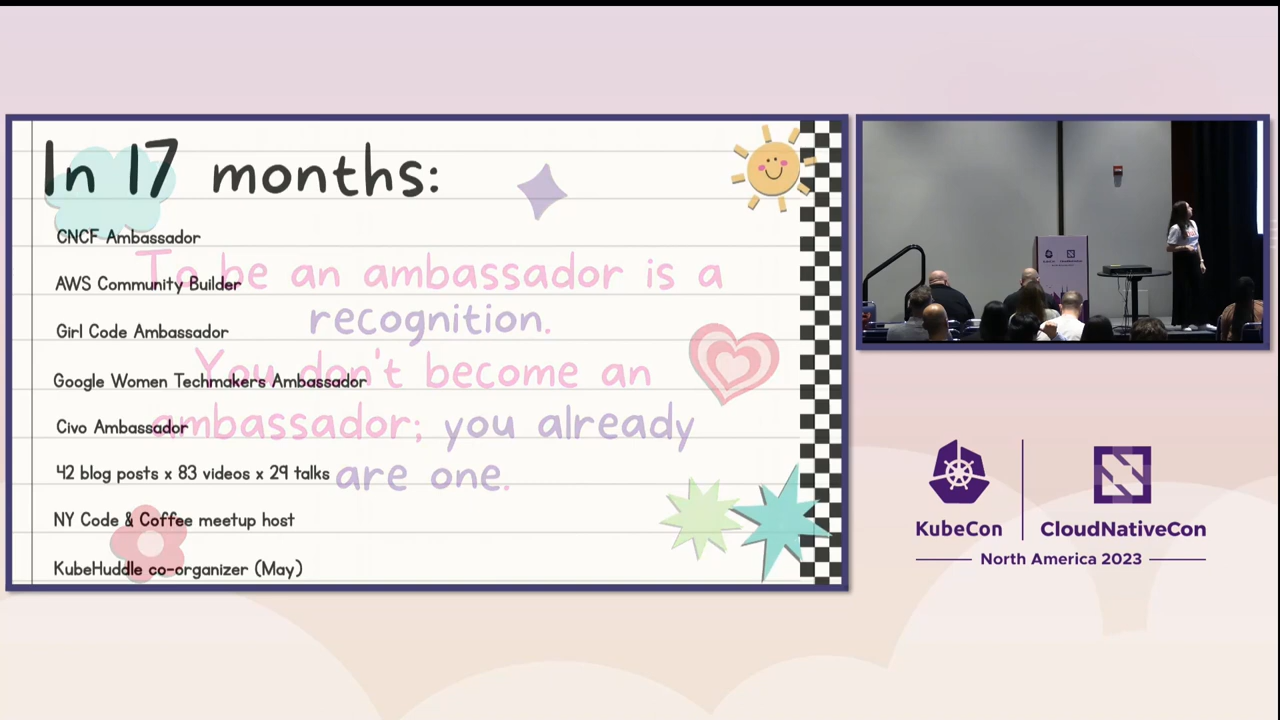 In 17 months:
CNCF Ambassador
AWS Community Builder
Girl Code Ambassador
Google Women Techmakers Ambassador
Civo Ambassador
42 blog posts x 83 videos x 29 talks
NY Code & Coffee meetup host
KubeHuddle co-organizer (May)
To be an ambassador is a
recognition.
You don't become an
ambassador; you already
are one.
KubeCon
CloudNativeCon
North America 2023